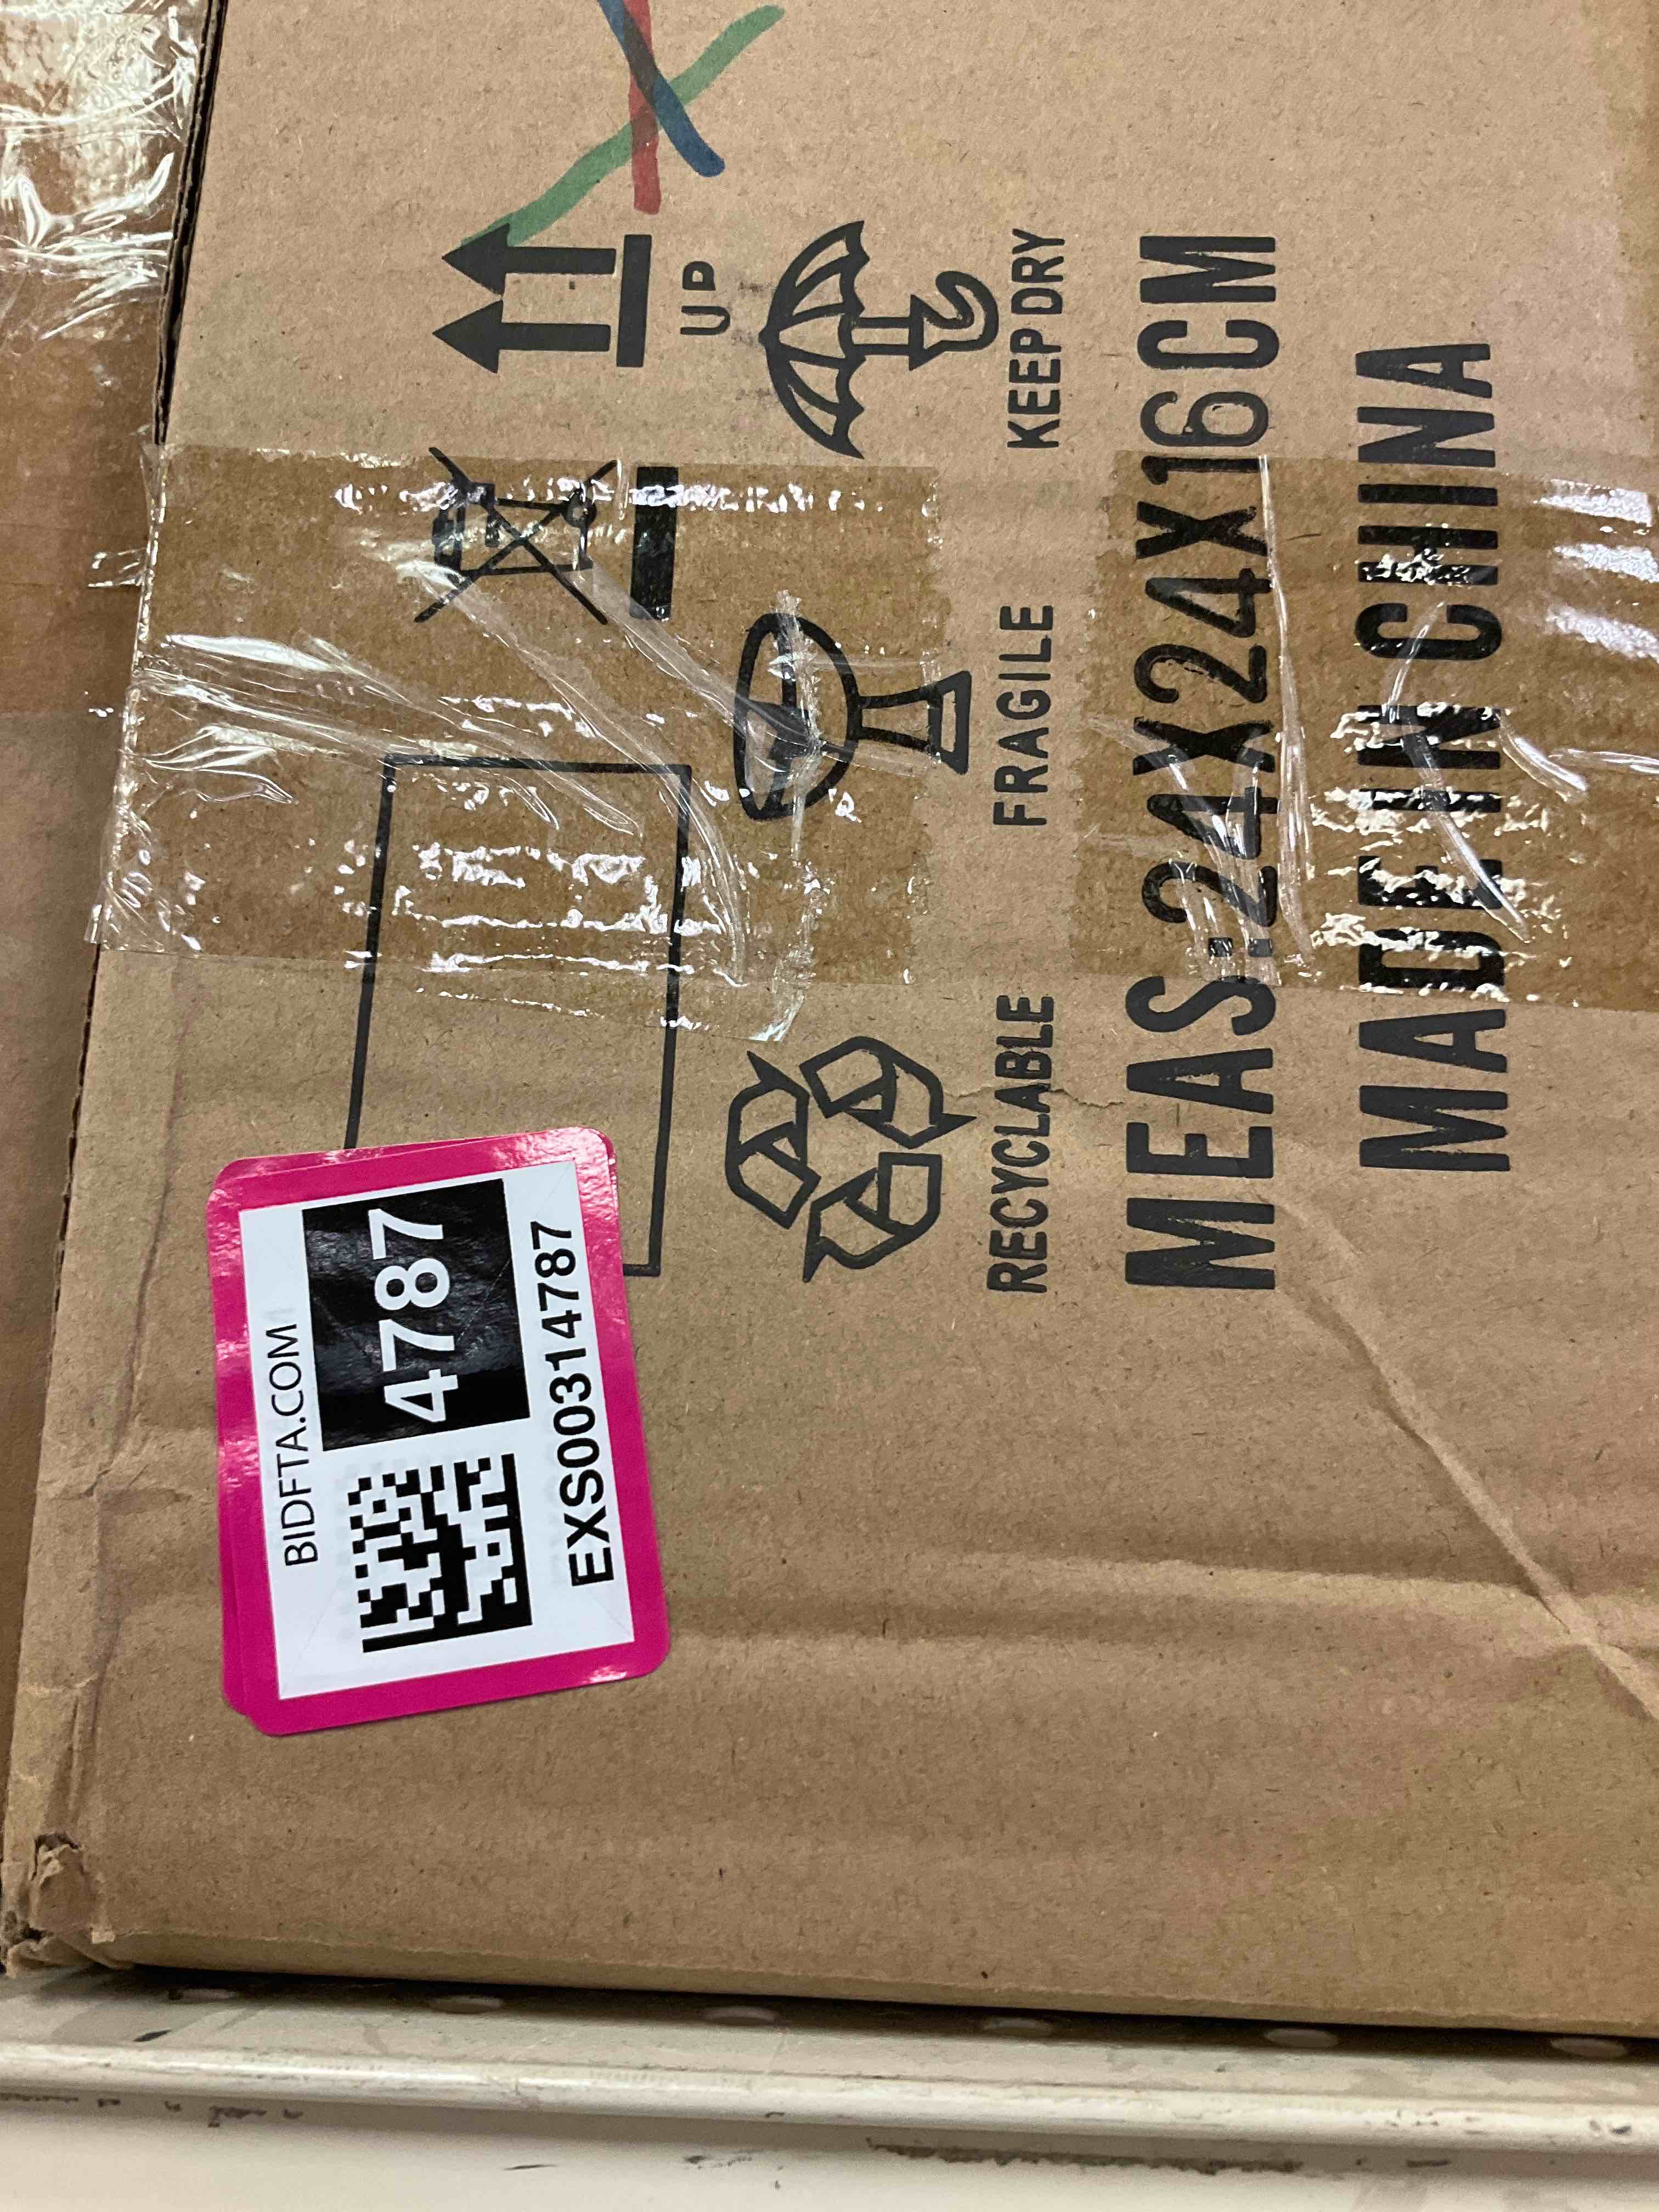 UP
KEEP DRY
FRAGILE
RECYCLABLE
MEAS:24X24X16CM
MADE IN CHINA
BIDFTA.COM
4787
EXS00314787